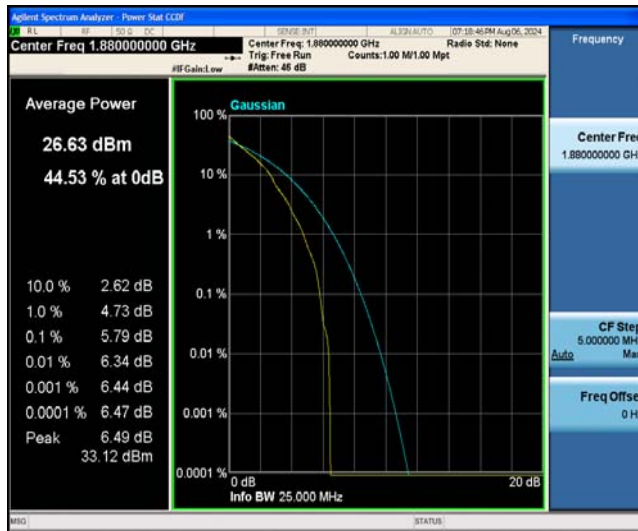 Agilent Spectrum Analyzer - Power Stat CCDF
RL RF 50 Ω DC SENSE:INT ALIGN AUTO 07:18:46 PM Aug 06, 2024
Center Freq 1.880000000 GHz
Center Freq: 1.880000000 GHz Radio Std: None
Trig: Free Run Counts:1.00 M/1.00 Mpt
#IFGain:Low #Atten: 46 dB
Frequency
Average Power
26.63 dBm
44.53 % at 0dB
10.0 % 2.62 dB
1.0 % 4.73 dB
0.1 % 5.79 dB
0.01 % 6.34 dB
0.001 % 6.44 dB
0.0001 % 6.47 dB
Peak 6.49 dB
33.12 dBm
Gaussian
100 %
10 %
1 %
0.1 %
0.01 %
0.001 %
0.0001 %
0 dB 20 dB
Info BW 25.000 MHz
Center Fre
1.880000000 GH
CF Step
5.000000 MH
Auto Ma
Freq Offse
0 H
MSG STATUS